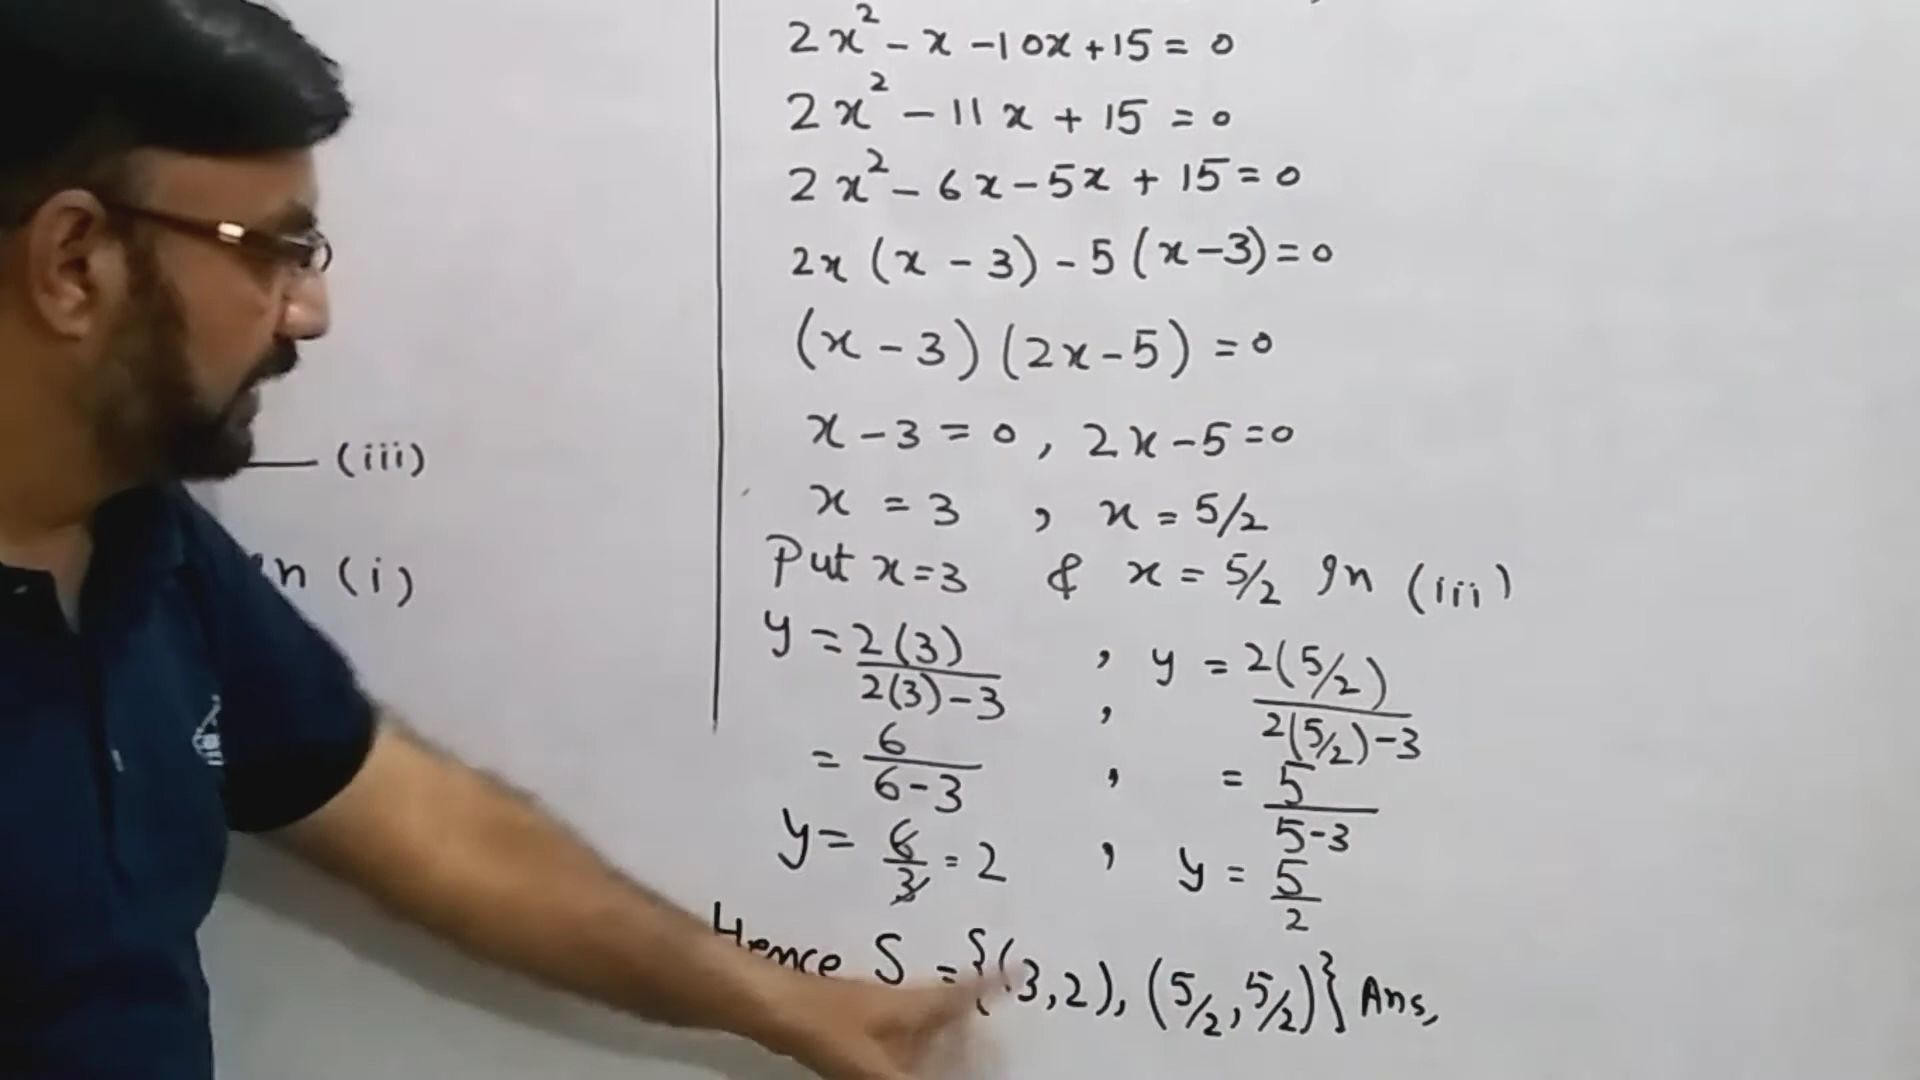 (iii)
in (i)
2x² - x - 10x + 15 = 0
2x² - 11x + 15 = 0
2x² - 6x - 5x + 15 = 0
2x (x - 3) - 5 (x - 3) = 0
(x - 3) (2x - 5) = 0
x - 3 = 0 , 2x - 5 = 0
x = 3 , x = 5/2
Put x = 3 & x = 5/2 in (iii)
y = 2(3)/(2(3) - 3) , y = 2(5/2)/(2(5/2) - 3)
= 6/(6 - 3) , = 5/(5 - 3)
y = 6/3 = 2 , y = 5/2
Hence S = {(3,2), (5/2, 5/2)} Ans,